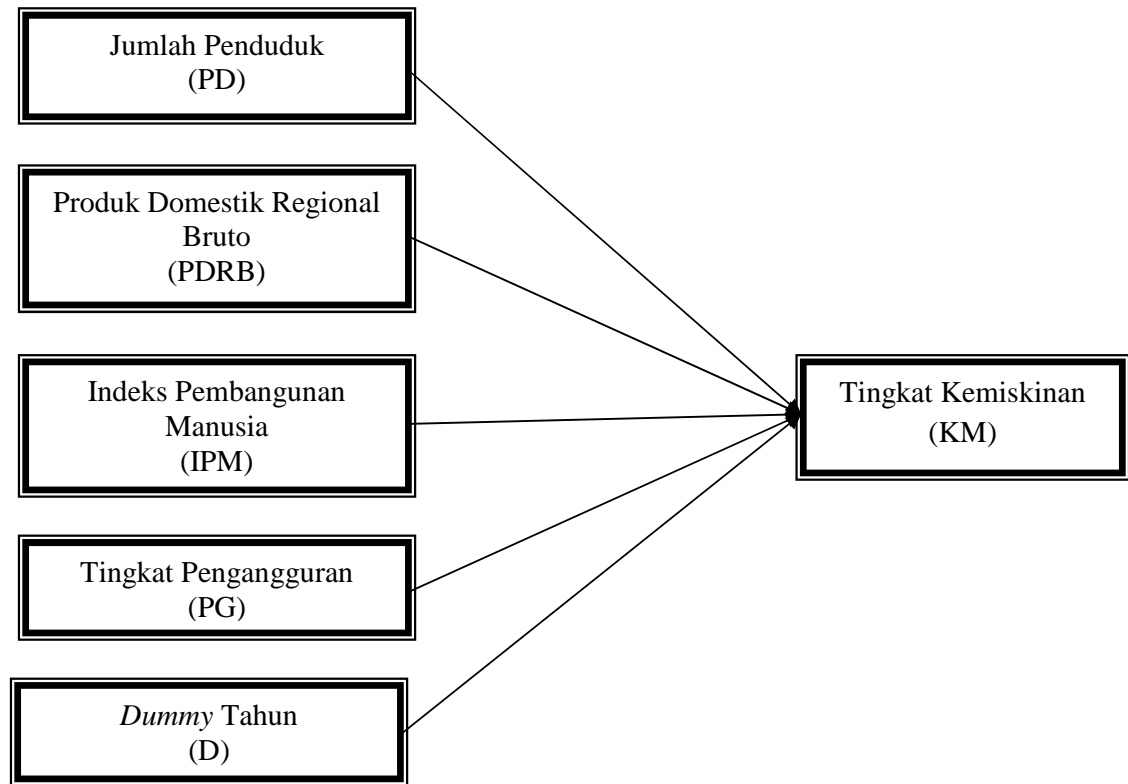 Jumlah Penduduk
(PD)
Produk Domestik Regional
Bruto
(PDRB)
Indeks Pembangunan
Manusia
(IPM)
Tingkat Pengangguran
(PG)
Dummy Tahun
(D)
Tingkat Kemiskinan
(KM)